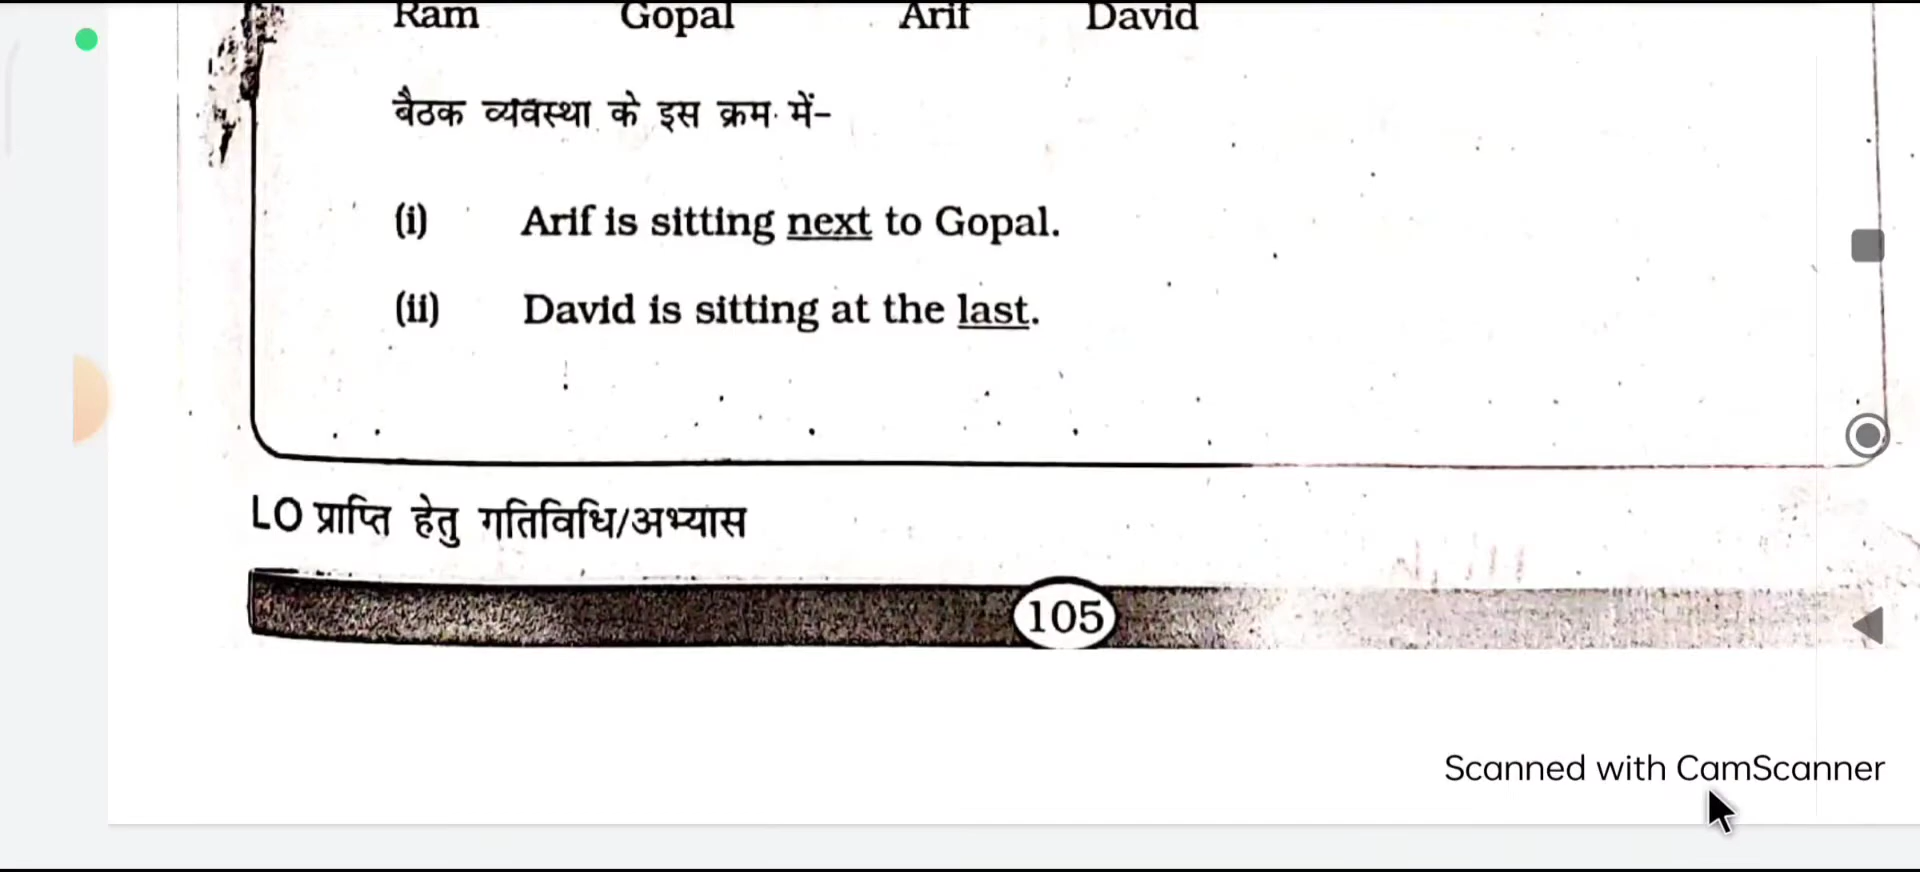 Ram Gopal Arif David
बैठक व्यवस्था के इस क्रम में-
(i) Arif is sitting next to Gopal.
(ii) David is sitting at the last.
LO प्राप्ति हेतु गतिविधि/अभ्यास
105
Scanned with CamScanner